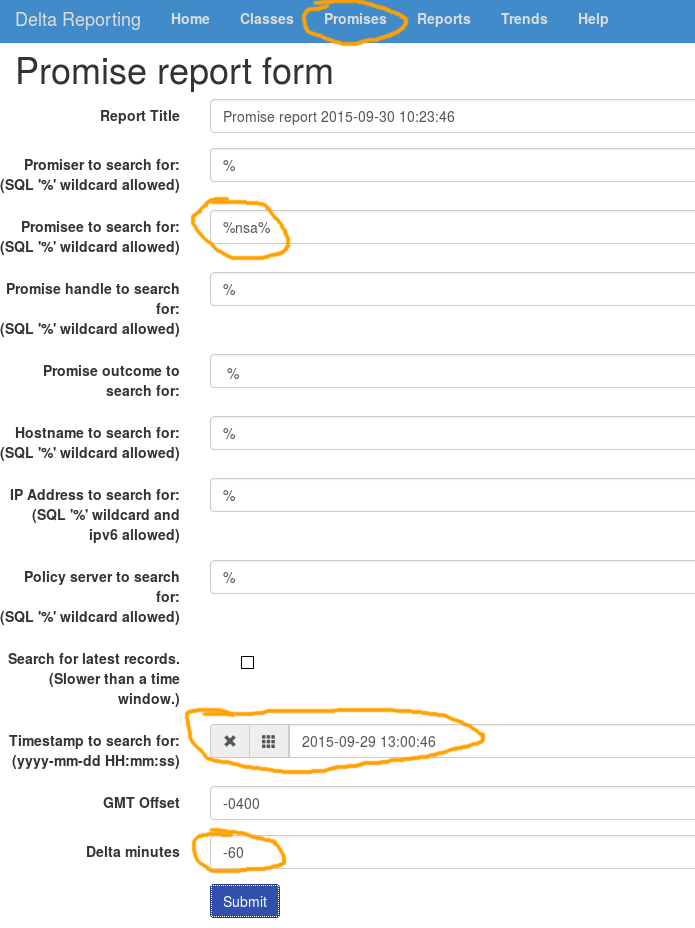 Delta Reporting Home Classes Promises Reports Trends Help
Promise report form
Report Title Promise report 2015-09-30 10:23:46
Promiser to search for: %
(SQL '%' wildcard allowed)
Promisee to search for: %nsa%
(SQL '%' wildcard allowed)
Promise handle to search %
for:
(SQL '%' wildcard allowed)
Promise outcome to %
search for:
Hostname to search for: %
(SQL '%' wildcard allowed)
IP Address to search for: %
(SQL '%' wildcard and
ipv6 allowed)
Policy server to search %
for:
(SQL '%' wildcard allowed)
Search for latest records.
(Slower than a time
window.)
Timestamp to search for: 2015-09-29 13:00:46
(yyyy-mm-dd HH:mm:ss)
GMT Offset -0400
Delta minutes -60
Submit